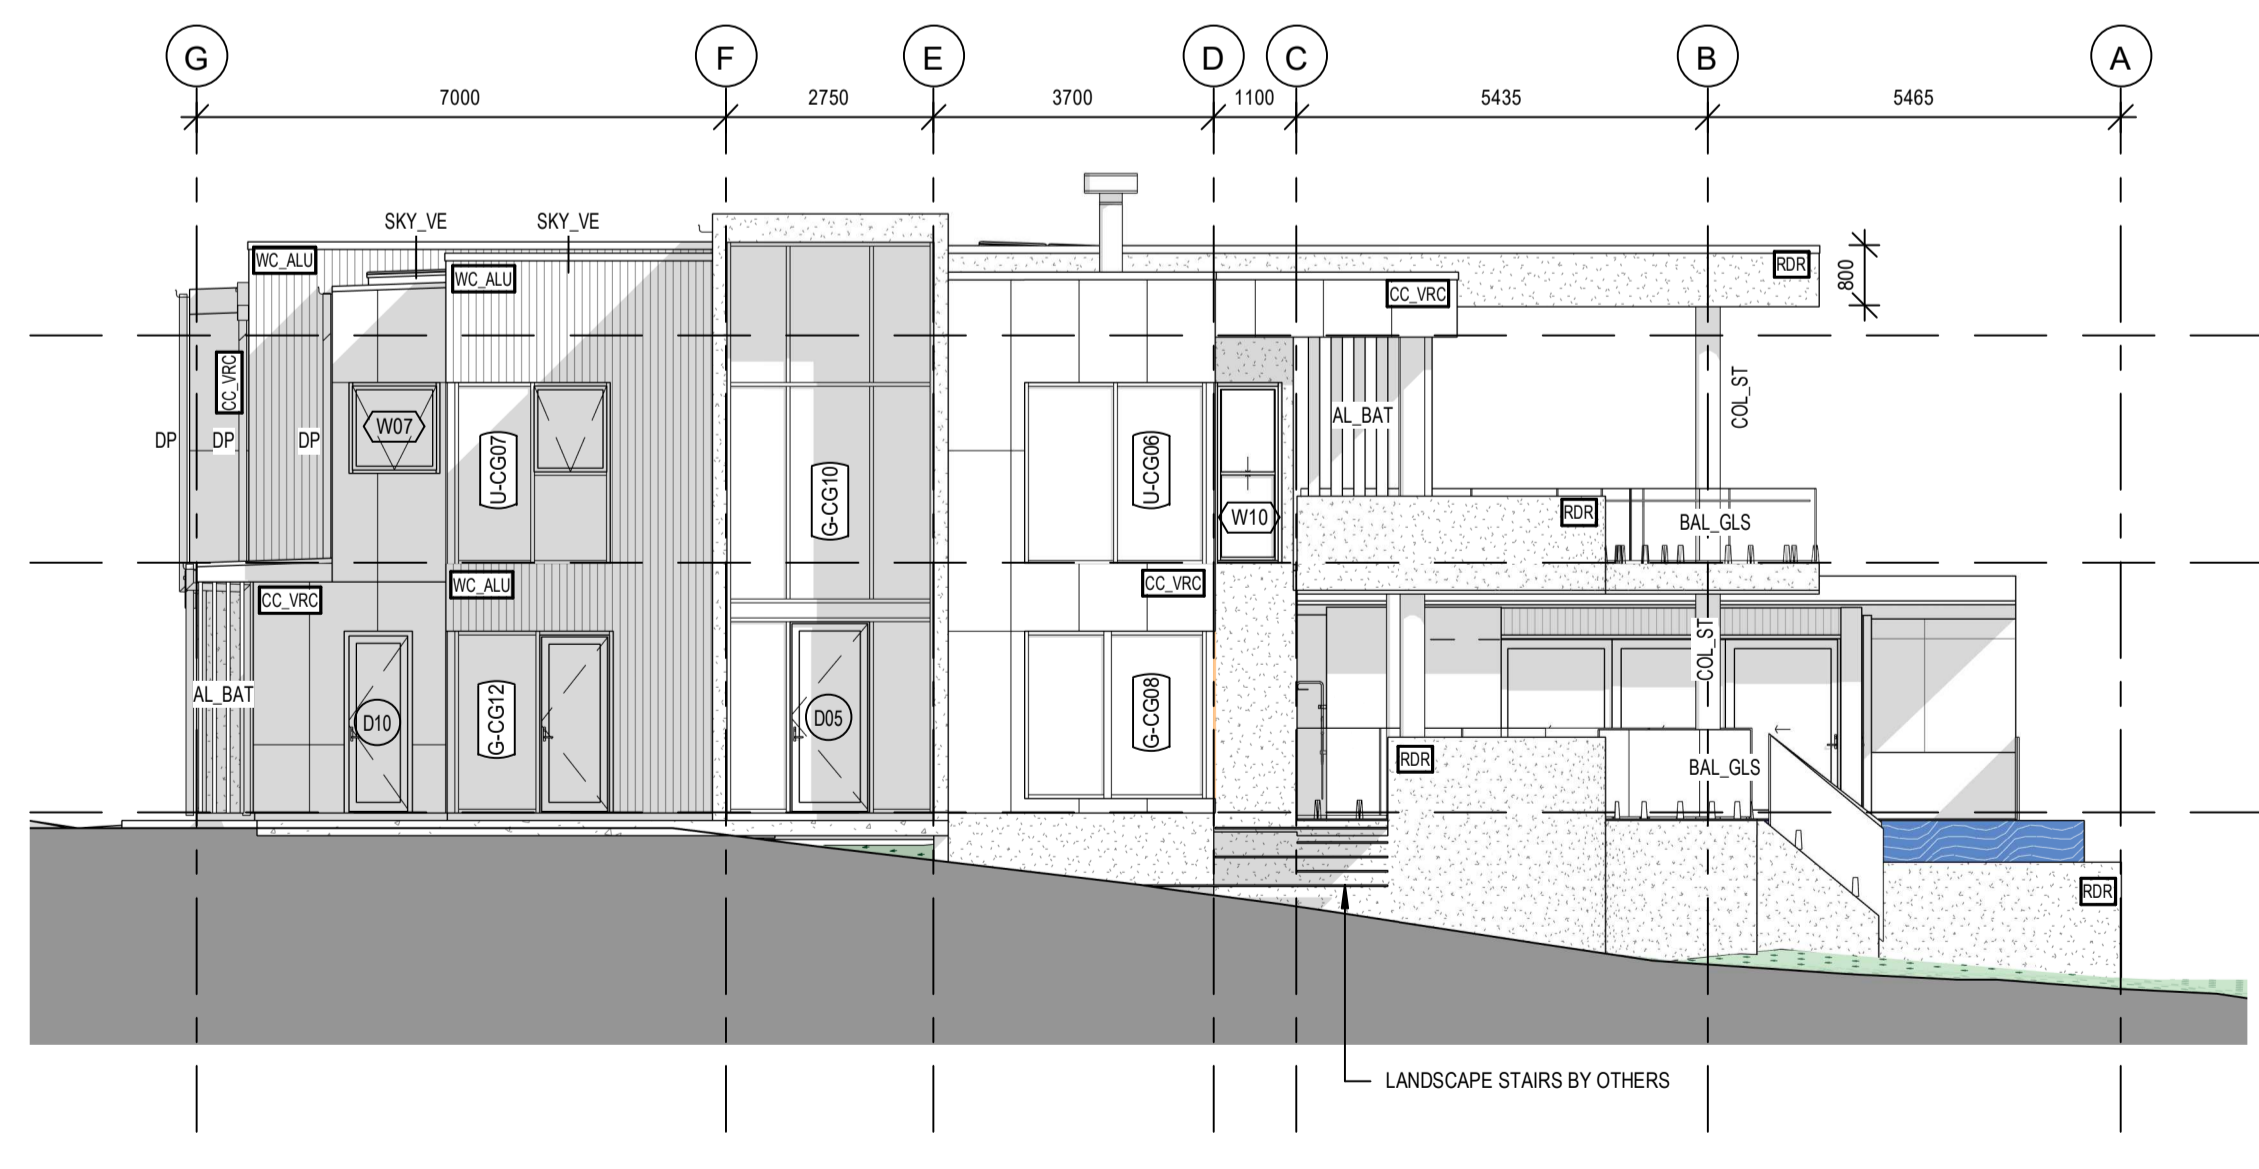 G
F
E
D
C
B
A
7000
2750
3700
1100
5435
5465
SKY_VE
SKY_VE
WC_ALU
WC_ALU
RDR
800
CC_VRC
CC_VRC
COL_ST
AL_BAT
W07
DP
DP
DP
U-CG07
G-CG10
U-CG06
W10
RDR
BAL_GLS
CC_VRC
WC_ALU
CC_VRC
COL_ST
AL_BAT
D10
G-CG12
D05
G-CG08
RDR
BAL_GLS
RDR
LANDSCAPE STAIRS BY OTHERS